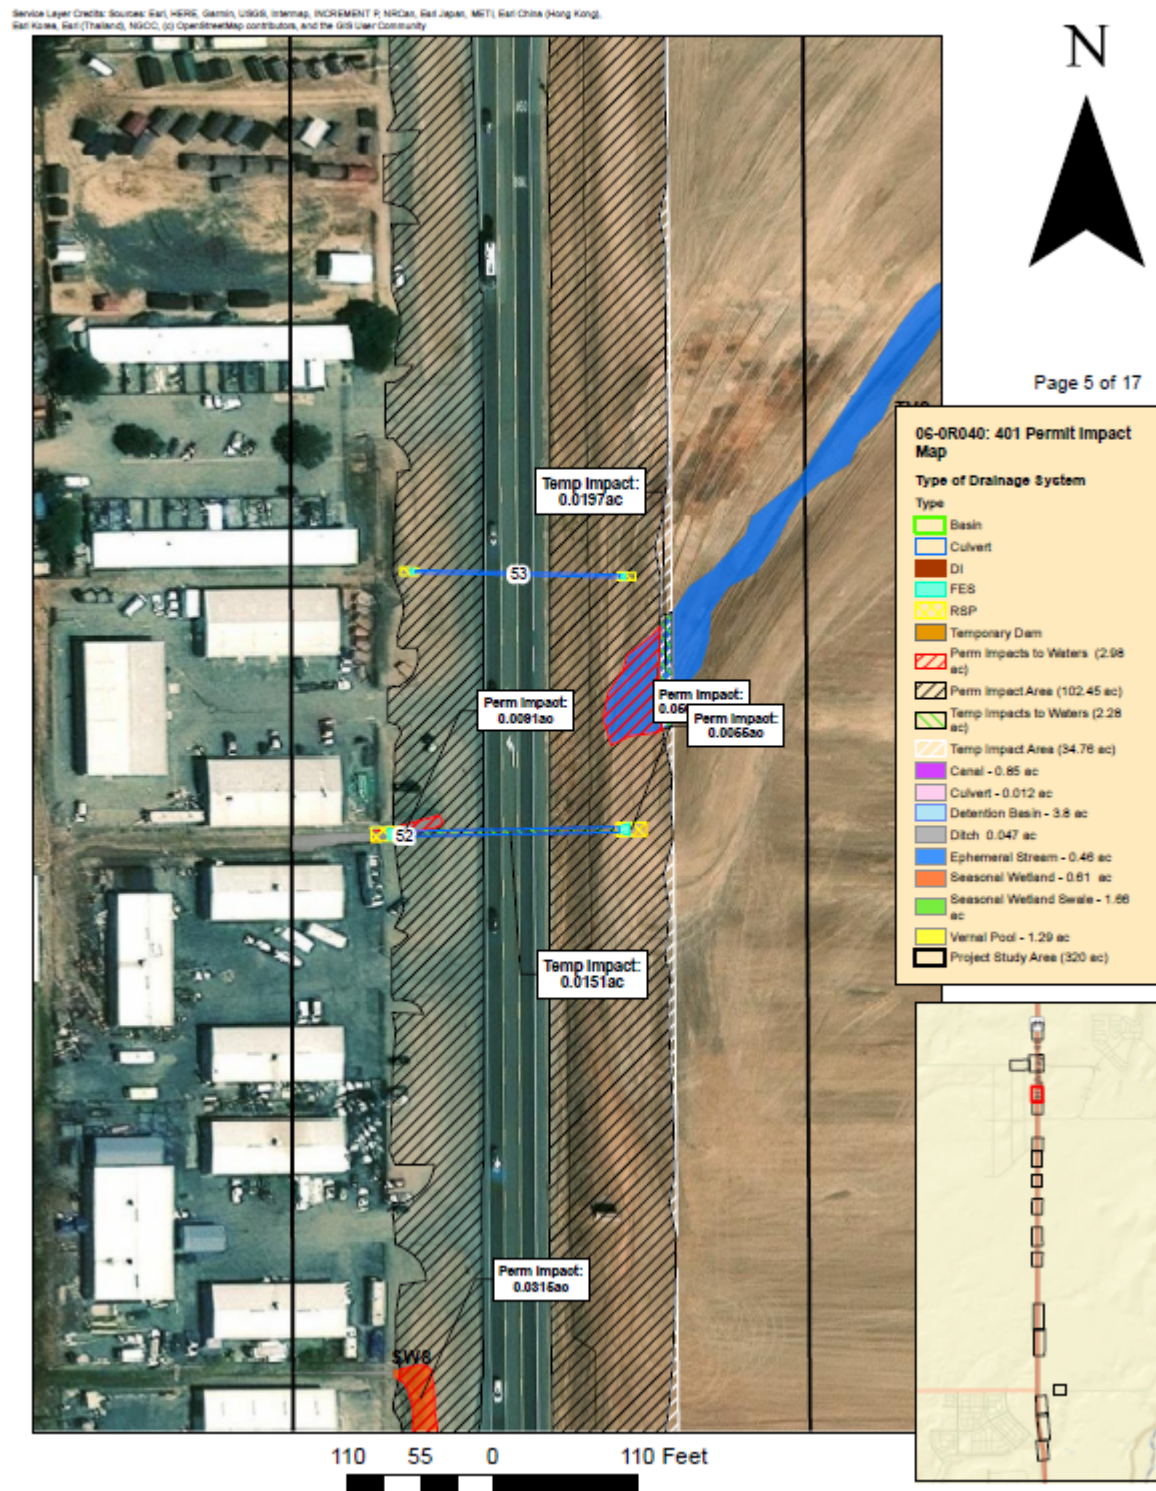 Service Layer Credits: Sources: Esri, HERE, Garmin, USGS, Intermap, INCREMENT P, NRCan, Esri Japan, METI, Esri China (Hong Kong),
Esri Korea, Esri (Thailand), NGCC, (c) OpenStreetMap contributors, and the GIS User Community
N
Page 5 of 17
06-0R040: 401 Permit Impact
Map
Type of Drainage System
Type
Basin
Culvert
DI
FES
RSP
Temporary Dam
Perm Impacts to Waters (2.98
ac)
Perm Impact Area (102.45 ac)
Temp Impacts to Waters (2.28
ac)
Temp Impact Area (34.76 ac)
Canal - 0.85 ac
Culvert - 0.012 ac
Detention Basin - 3.8 ac
Ditch 0.047 ac
Ephemeral Stream - 0.46 ac
Seasonal Wetland - 0.61 ac
Seasonal Wetland Swale - 1.66
ac
Vernal Pool - 1.29 ac
Project Study Area (320 ac)
Temp Impact:
0.0197ac
53
Perm Impact:
Perm Impact:
0.0091ac
Perm Impact:
0.0066ac
52
Temp Impact:
0.0151ac
Perm Impact:
0.0315ac
SW8
110 55 0 110 Feet